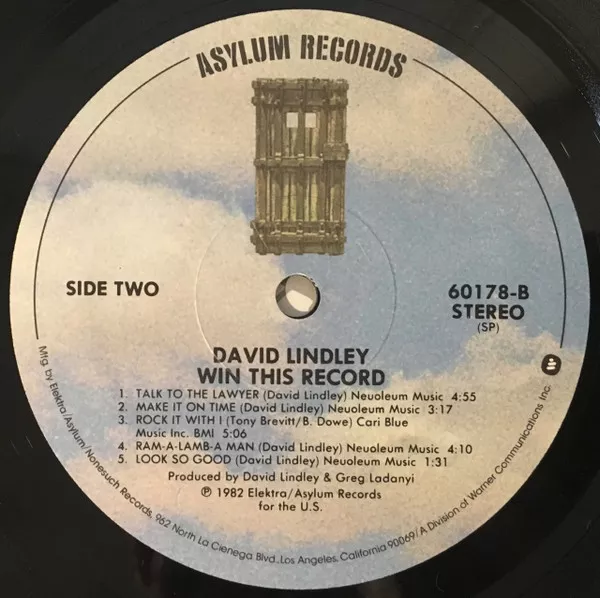 ASYLUM RECORDS
SIDE TWO
60178-B
STEREO
(SP)
DAVID LINDLEY
WIN THIS RECORD
1. TALK TO THE LAWYER (David Lindley) Neuoleum Music 4:55
2. MAKE IT ON TIME (David Lindley) Neuoleum Music 3:17
3. ROCK IT WITH I (Tony Brevitt/B. Dowe) Cari Blue
Music Inc. BMI 5:06
4. RAM-A-LAMB-A MAN (David Lindley) Neuoleum Music 4:10
5. LOOK SO GOOD (David Lindley) Neuoleum Music 1:31
Produced by David Lindley & Greg Ladanyi
℗ 1982 Elektra/Asylum Records
for the U.S.
Mfg. by Elektra/Asylum/Nonesuch Records, 962 North La Cienega Blvd., Los Angeles, California 90069/A Division of Warner Communications Inc.